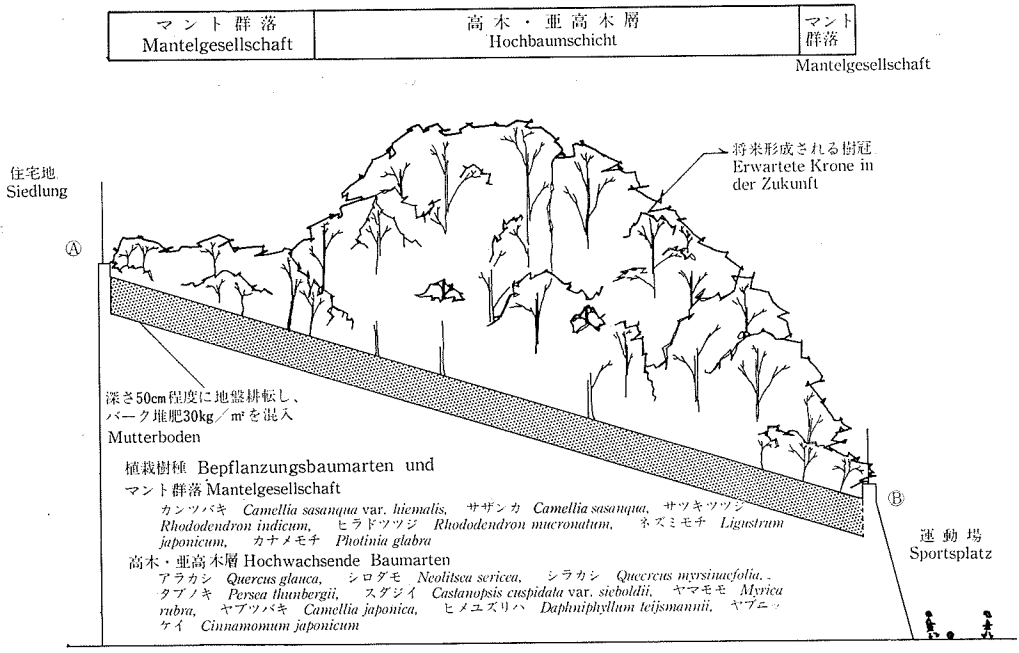 マント群落
Mantelgesellschaft
高木・亜高木層
Hochbaumschicht
マント
群落
Mantelgesellschaft
住宅地
Siedlung
将来形成される樹冠
Erwartete Krone in
der Zukunft
Ⓐ
深さ50cm程度に地盤耕転し、
バーク堆肥30kg/㎡を混入
Mutterboden
植栽樹種 Bepflanzungsbaumarten und
マント群落 Mantelgesellschaft
カンツバキ Camellia sasanqua var. hiemalis, サザンカ Camellia sasanqua, サツキツツジ
Rhododendron indicum, ヒラドツツジ Rhododendron mucronatum, ネズミモチ Ligustrum
japonicum, カナメモチ Photinia glabra
高木・亜高木層 Hochwachsende Baumarten
アラカシ Quercus glauca, シロダモ Neolitsea sericea, シラカシ Quecrcus myrsinaefolia,
タブノキ Persea thunbergii, スダジイ Castanopsis cuspidata var. sieboldii, ヤマモモ Myrica
rubra, ヤブツバキ Camellia japonica, ヒメユズリハ Daphniphyllum teijsmannii, ヤブニッ
ケイ Cinnamomum japonicum
Ⓑ
運動場
Sportsplatz